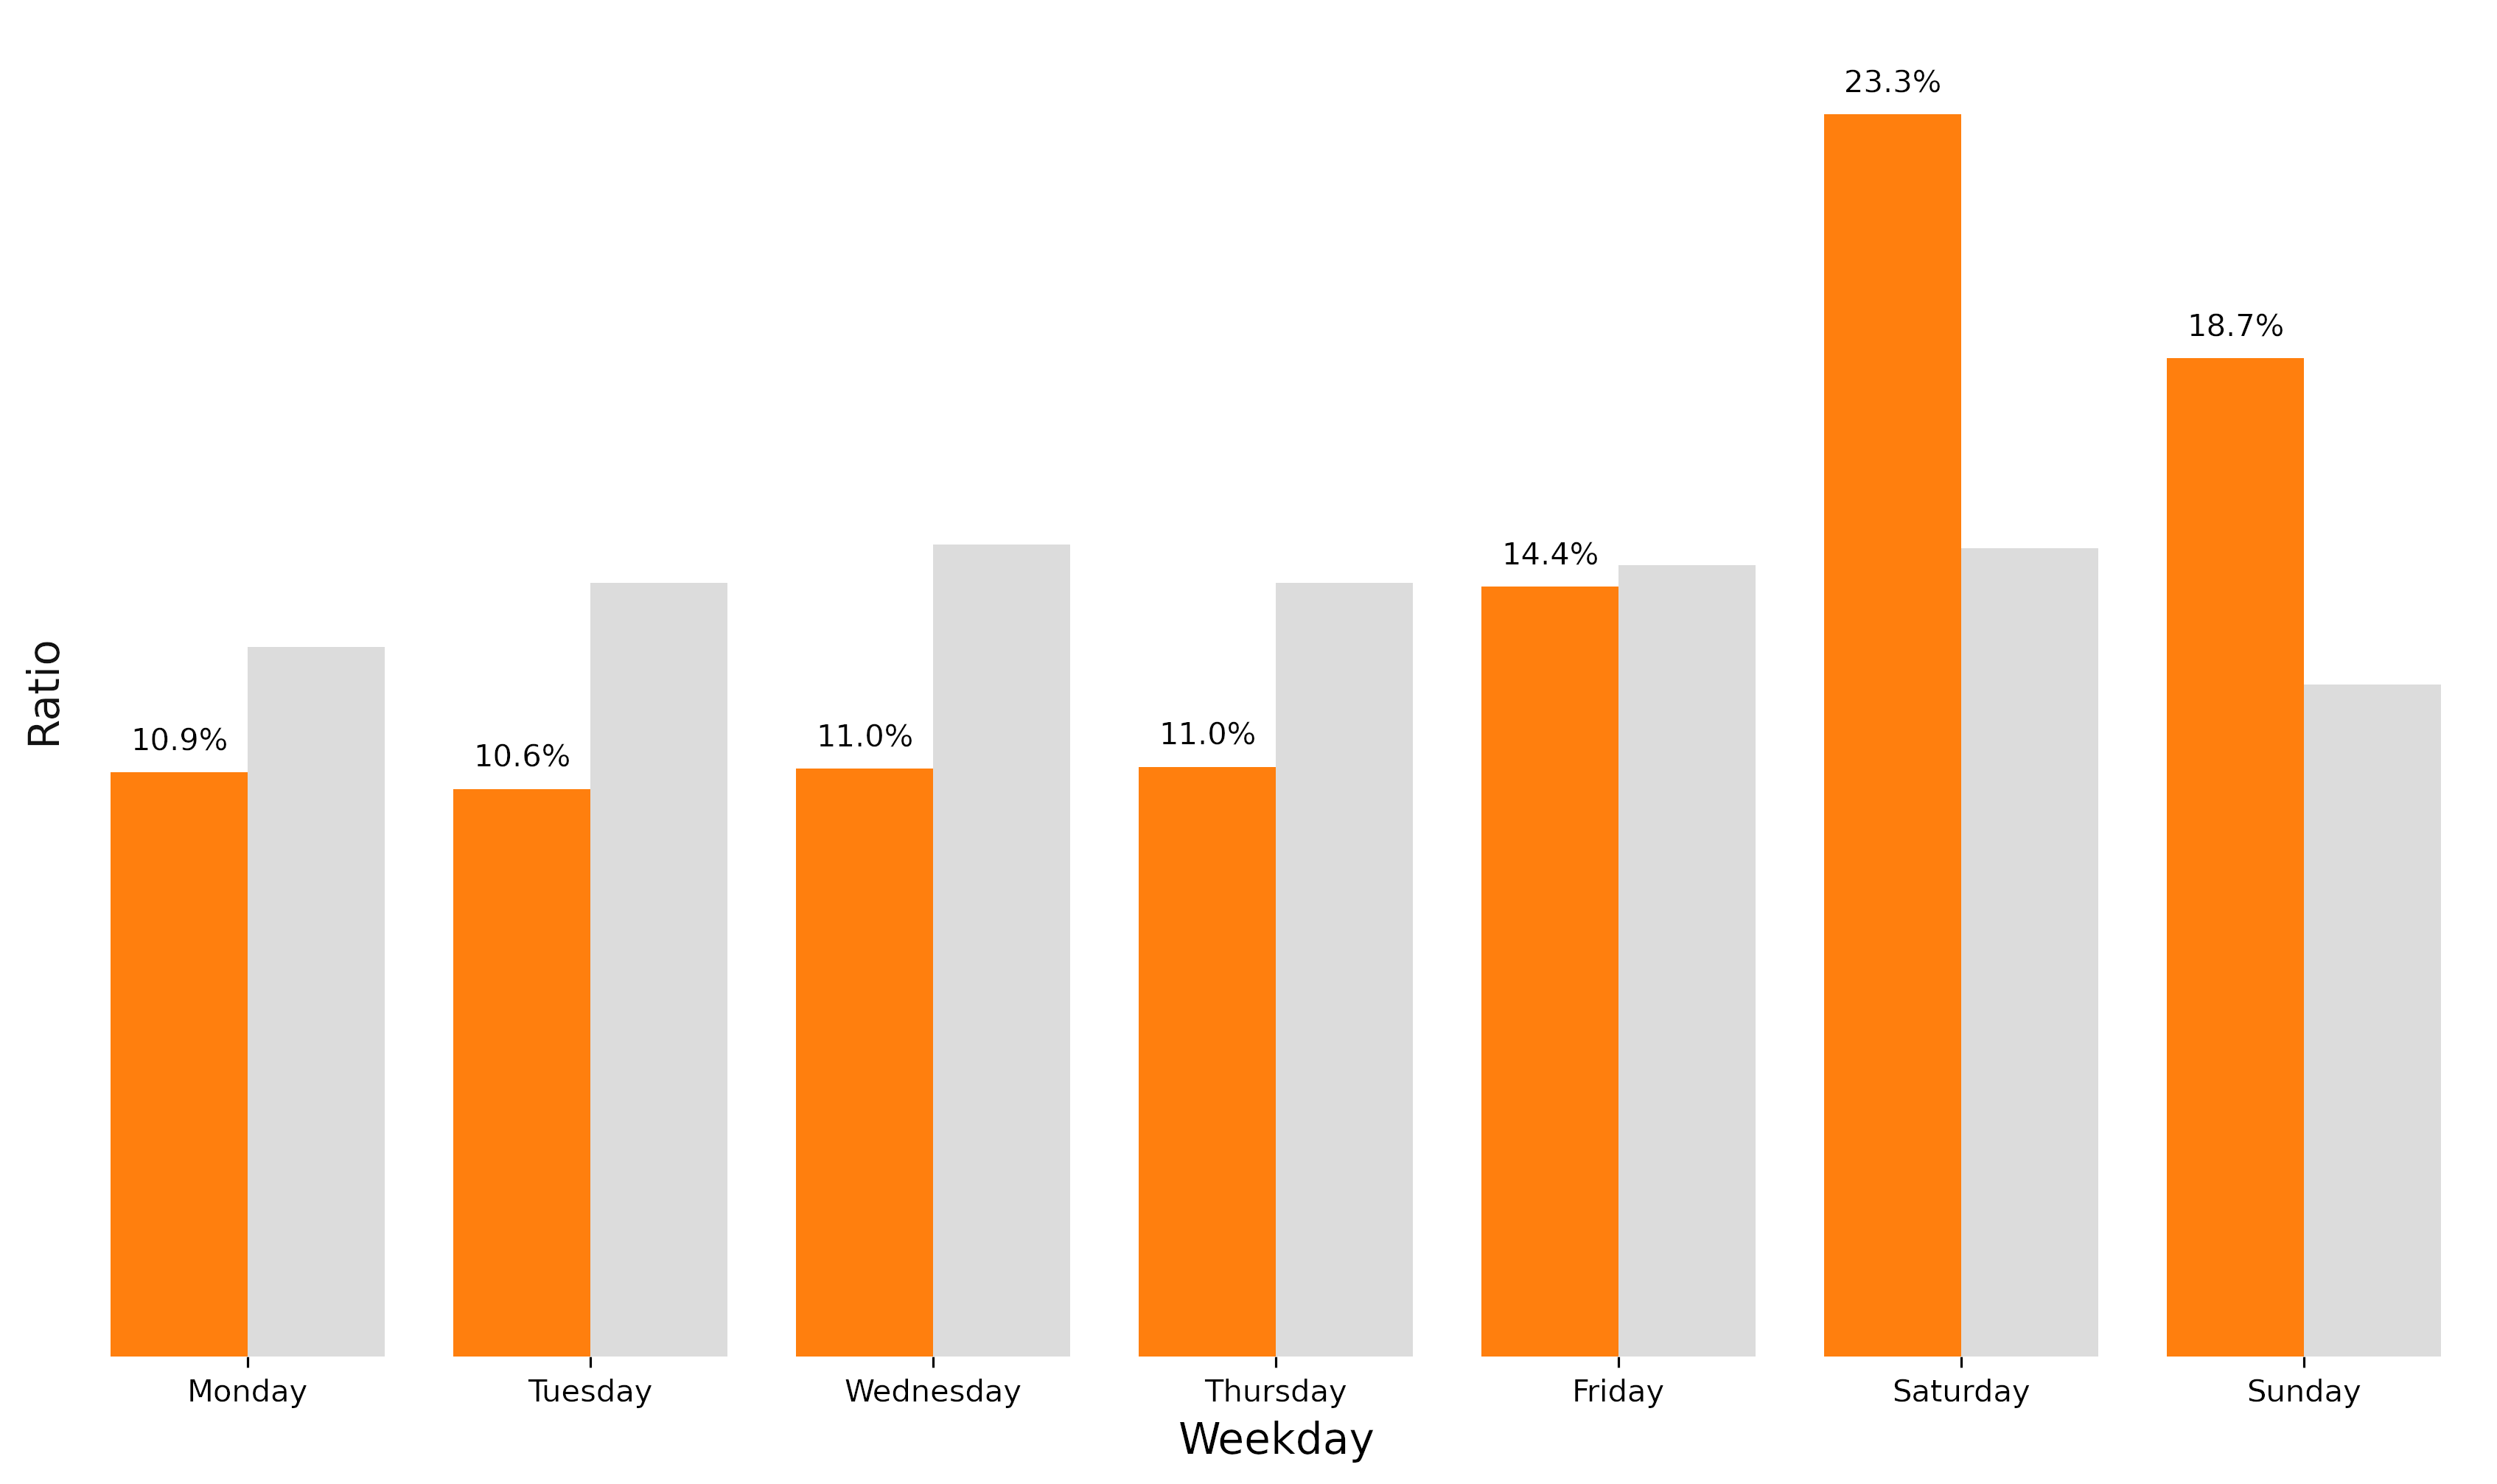 23.3%
18.7%
14.4%
10.9%
10.6%
11.0%
11.0%
Ratio
Monday
Tuesday
Wednesday
Thursday
Friday
Saturday
Sunday
Weekday